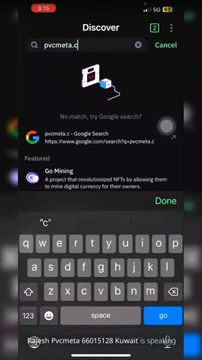 8:15
5G
Discover
2
pvcmeta.c
Cancel
No match, try Google search?
pvcmeta.c - Google Search
https://www.google.com/search?q=pvcmeta.c
Featured
Go Mining
A project that revolutionized NFTs by allowing them
to mine digital currency for their owners.
Done
"C"
q w e r t y u i o p
a s d f g h j k l
z x c v b n m
123 space go
Rajesh Pvcmeta 66015128 Kuwait is speaking